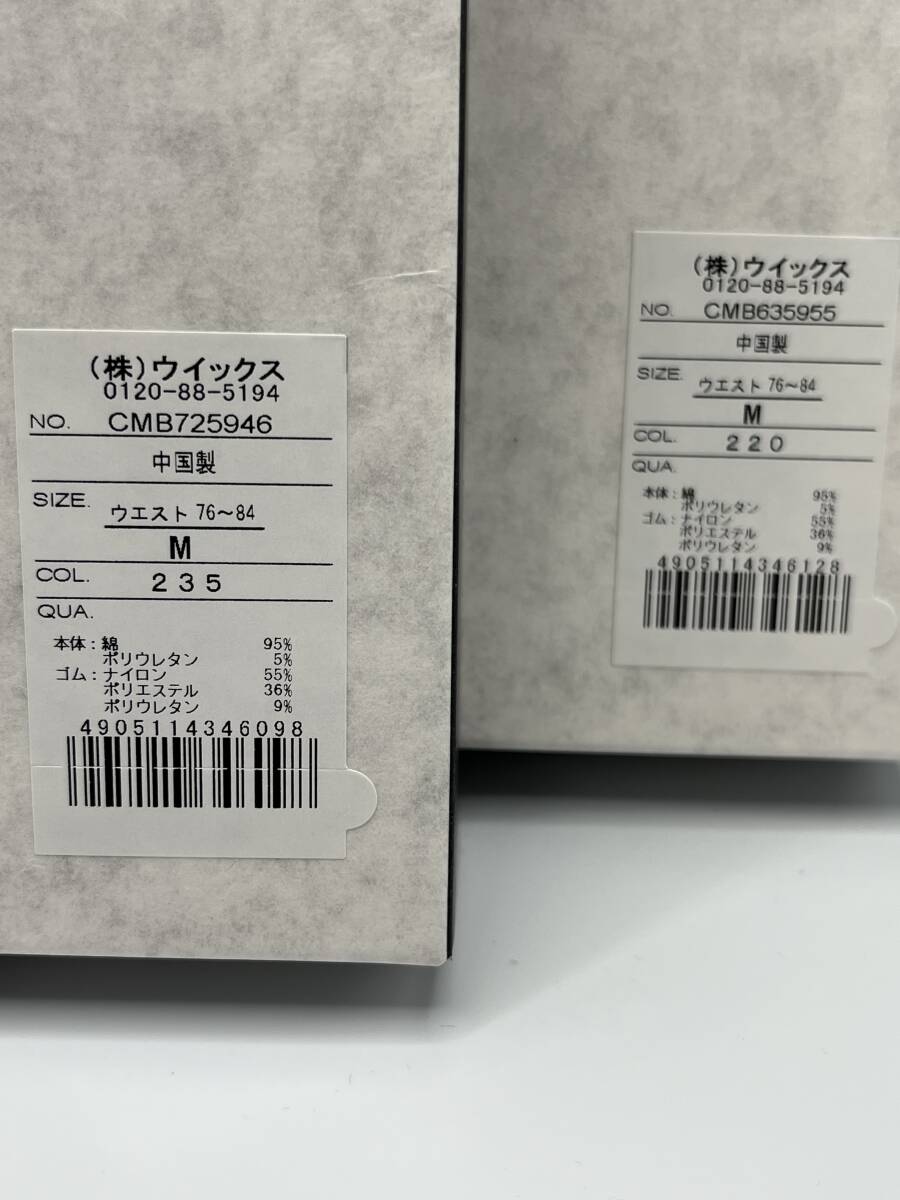 (株)ウイックス
0120-88-5194
NO. CMB725946
中国製
SIZE. ウエスト 76～84
M
COL. 235
QUA.
本体:綿 95%
ポリウレタン 5%
ゴム:ナイロン 55%
ポリエステル 36%
ポリウレタン 9%
4905114346098
(株)ウイックス
0120-88-5194
NO. CMB635955
中国製
SIZE. ウエスト 76～84
M
COL. 220
QUA.
本体:綿 95%
ポリウレタン 5%
ゴム:ナイロン 55%
ポリエステル 36%
ポリウレタン 9%
4905114346128